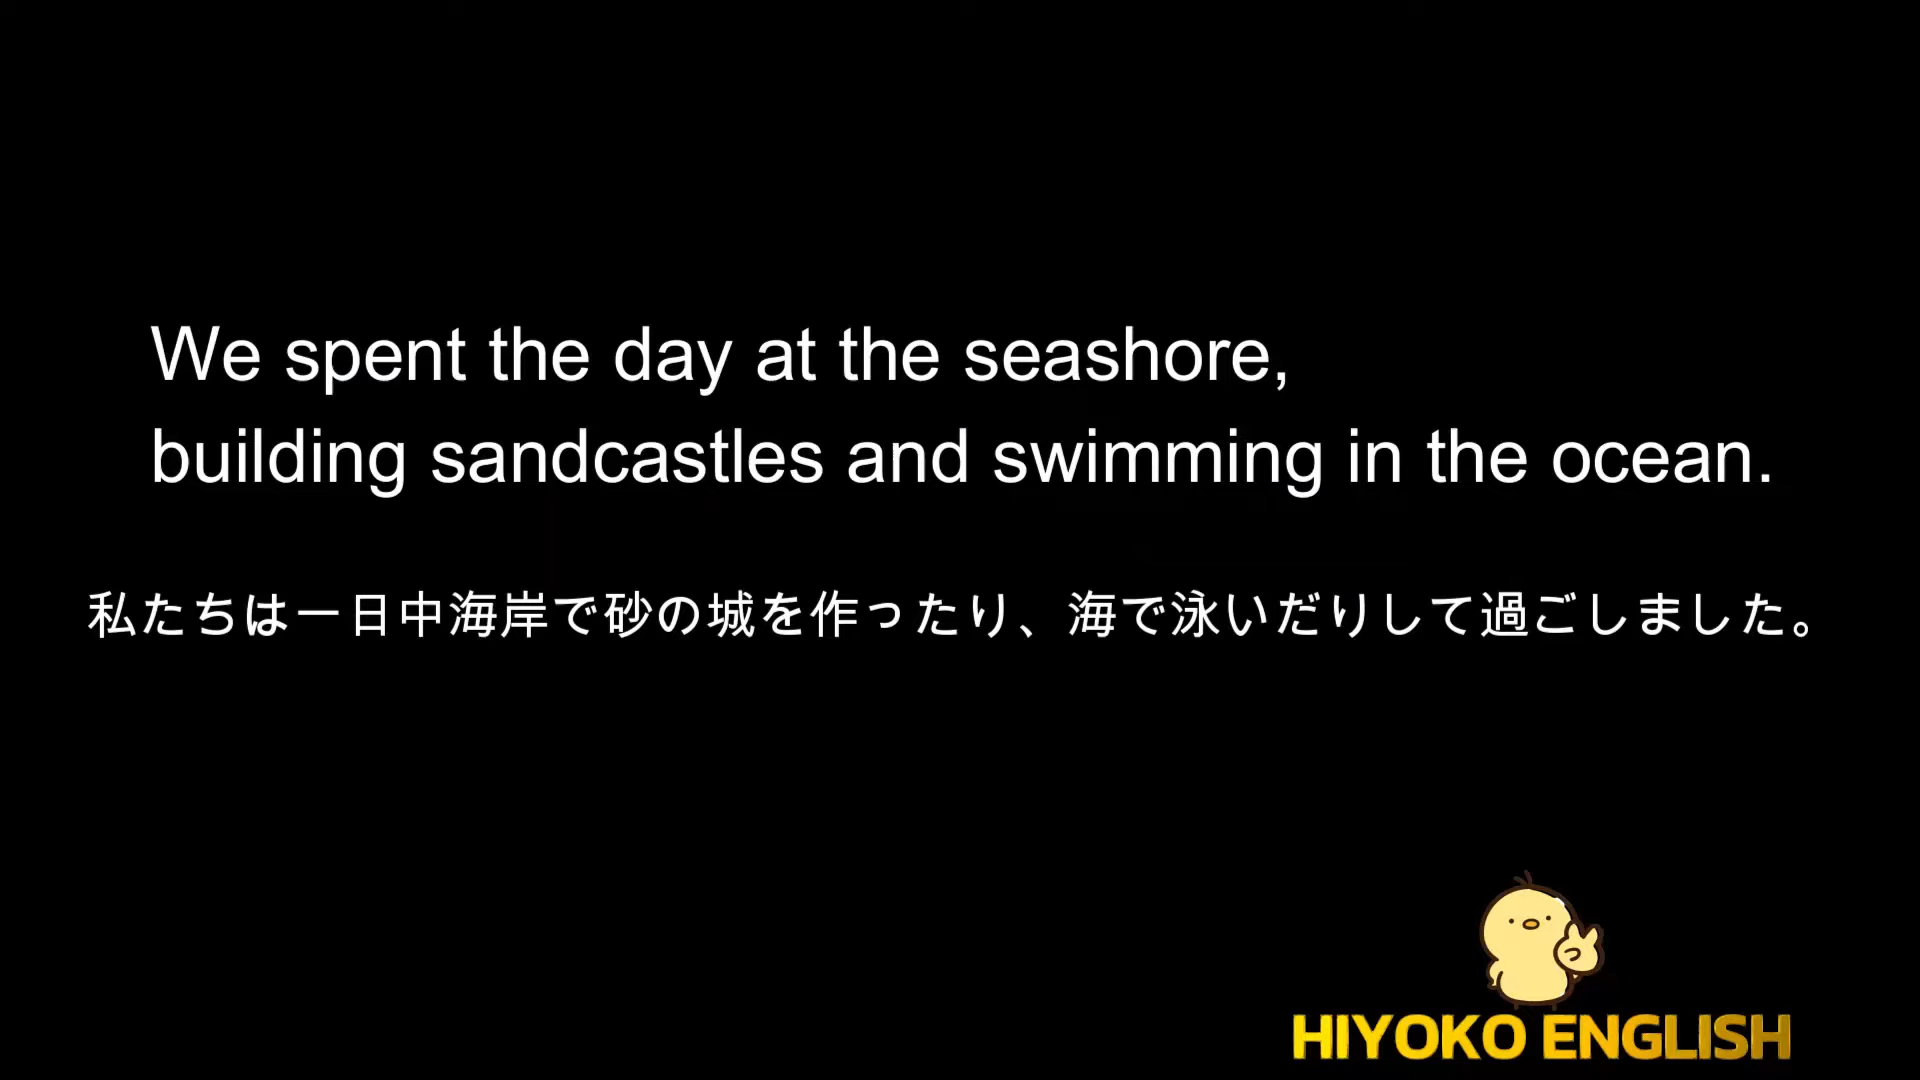 We spent the day at the seashore,
building sandcastles and swimming in the ocean.
私たちは一日中海岸で砂の城を作ったり、海で泳いだりして過ごしました。
HIYOKO ENGLISH